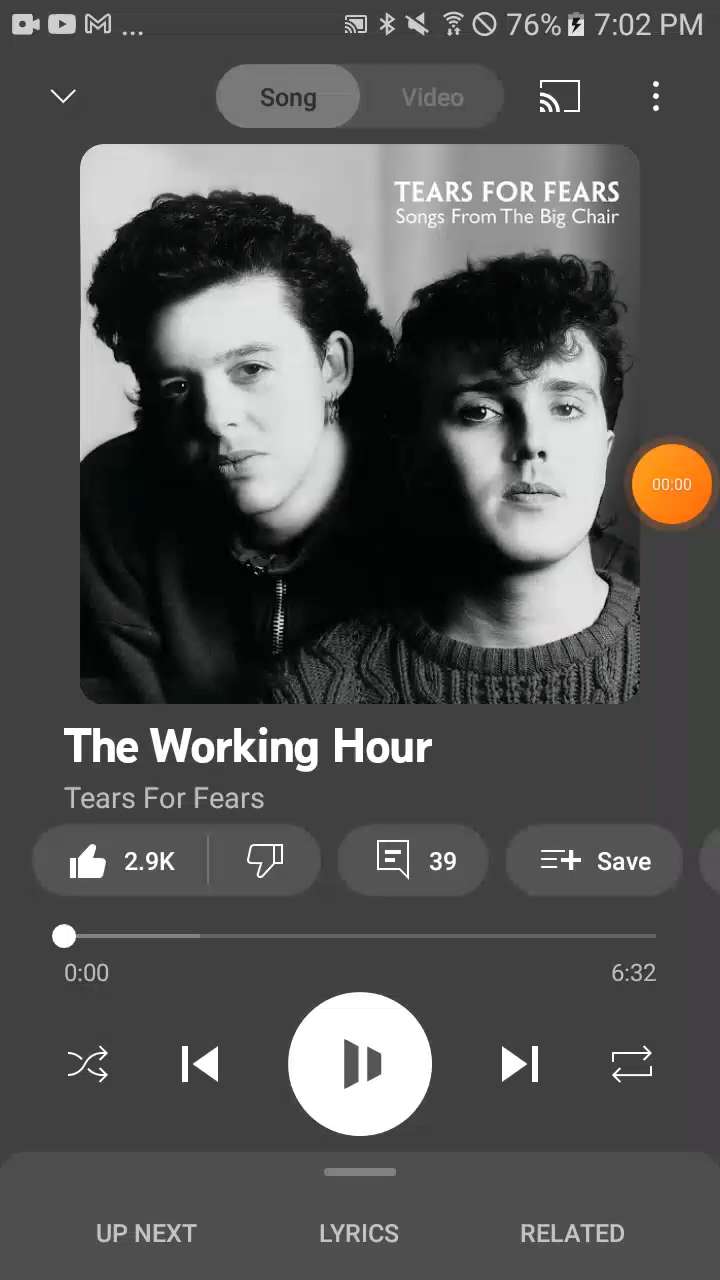 ... 76% 7:02 PM
Song Video
TEARS FOR FEARS
Songs From The Big Chair
00:00
The Working Hour
Tears For Fears
2.9K 39 Save
0:00 6:32
UP NEXT LYRICS RELATED